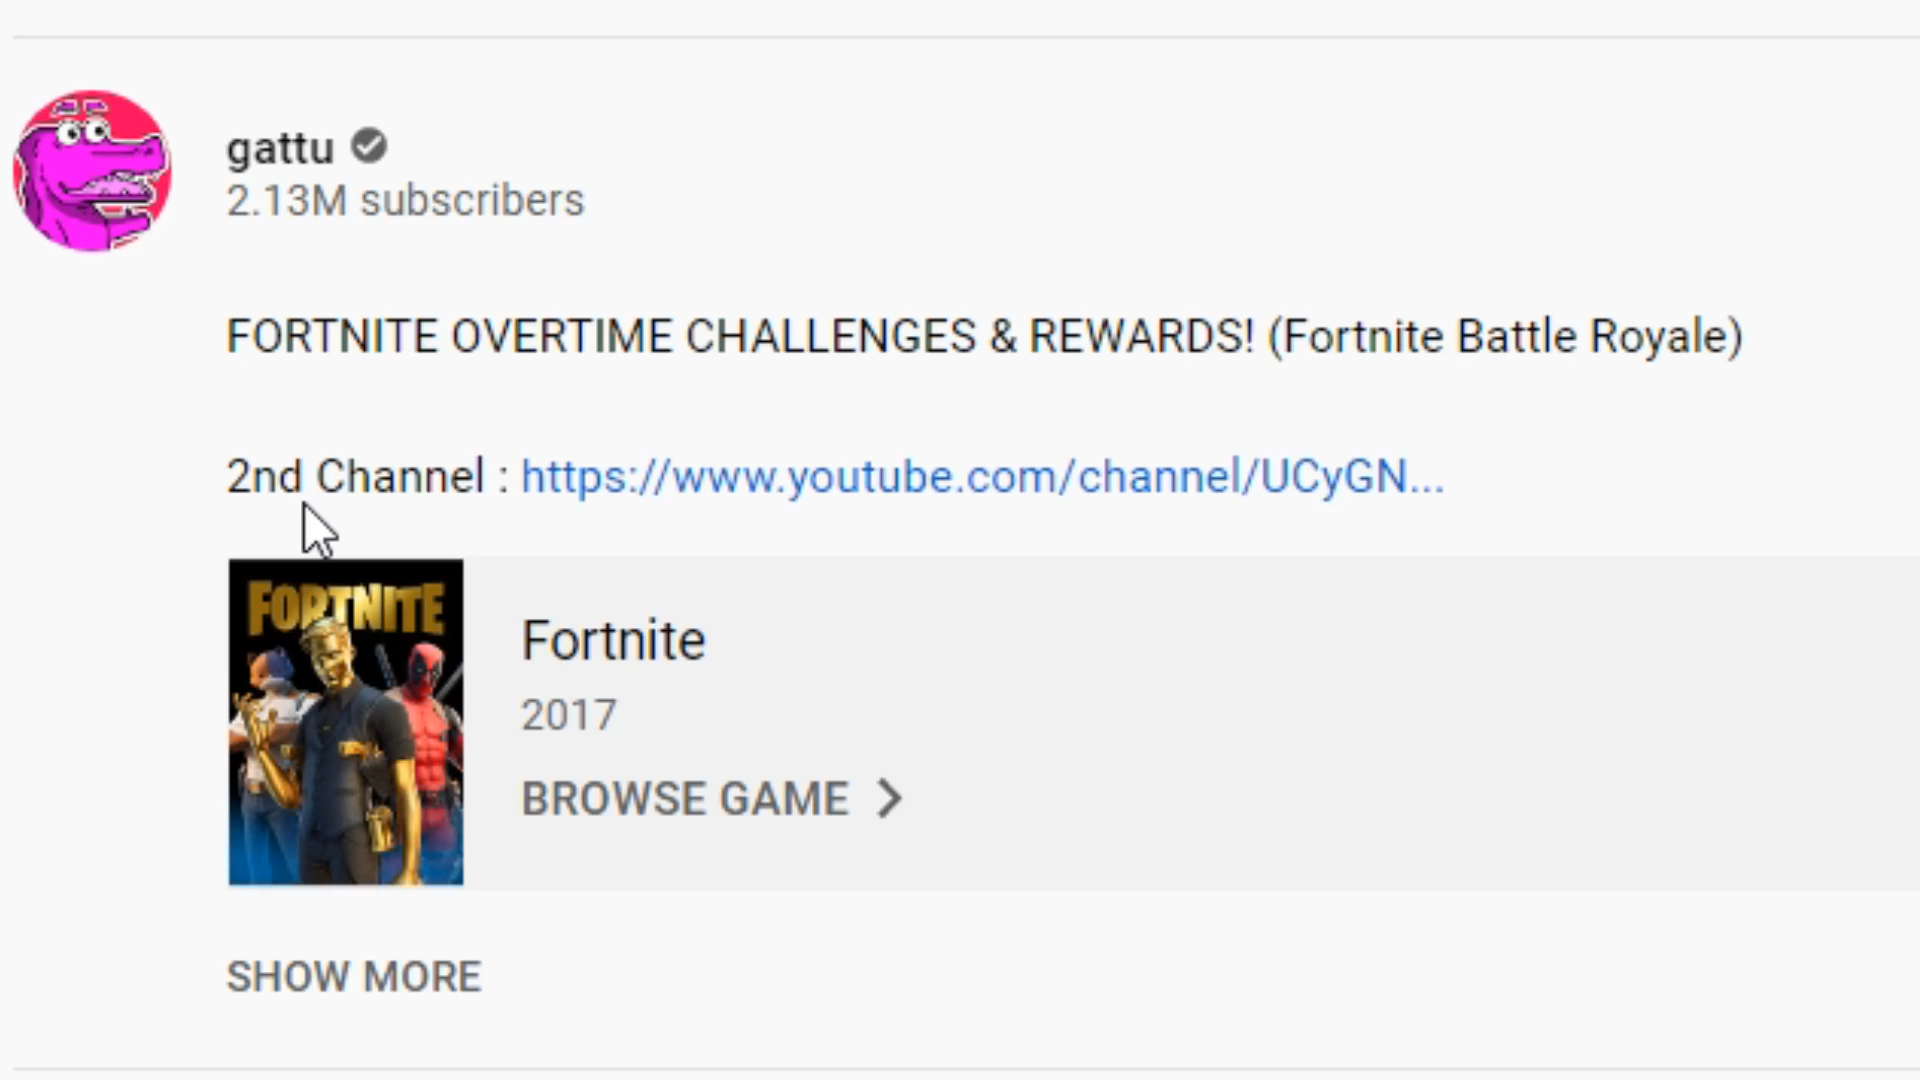 gattu
2.13M subscribers
FORTNITE OVERTIME CHALLENGES & REWARDS! (Fortnite Battle Royale)
2nd Channel : https://www.youtube.com/channel/UCyGN...
FORTNITE
Fortnite
2017
BROWSE GAME
SHOW MORE